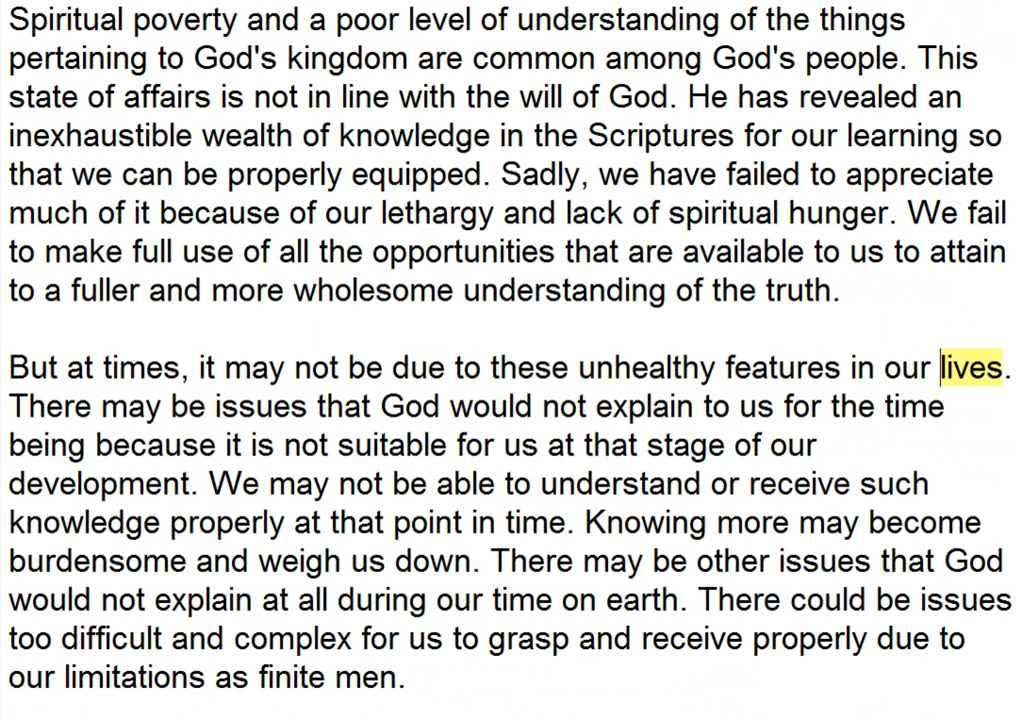 Spiritual poverty and a poor level of understanding of the things
pertaining to God's kingdom are common among God's people. This
state of affairs is not in line with the will of God. He has revealed an
inexhaustible wealth of knowledge in the Scriptures for our learning so
that we can be properly equipped. Sadly, we have failed to appreciate
much of it because of our lethargy and lack of spiritual hunger. We fail
to make full use of all the opportunities that are available to us to attain
to a fuller and more wholesome understanding of the truth.

But at times, it may not be due to these unhealthy features in our lives.
There may be issues that God would not explain to us for the time
being because it is not suitable for us at that stage of our
development. We may not be able to understand or receive such
knowledge properly at that point in time. Knowing more may become
burdensome and weigh us down. There may be other issues that God
would not explain at all during our time on earth. There could be issues
too difficult and complex for us to grasp and receive properly due to
our limitations as finite men.